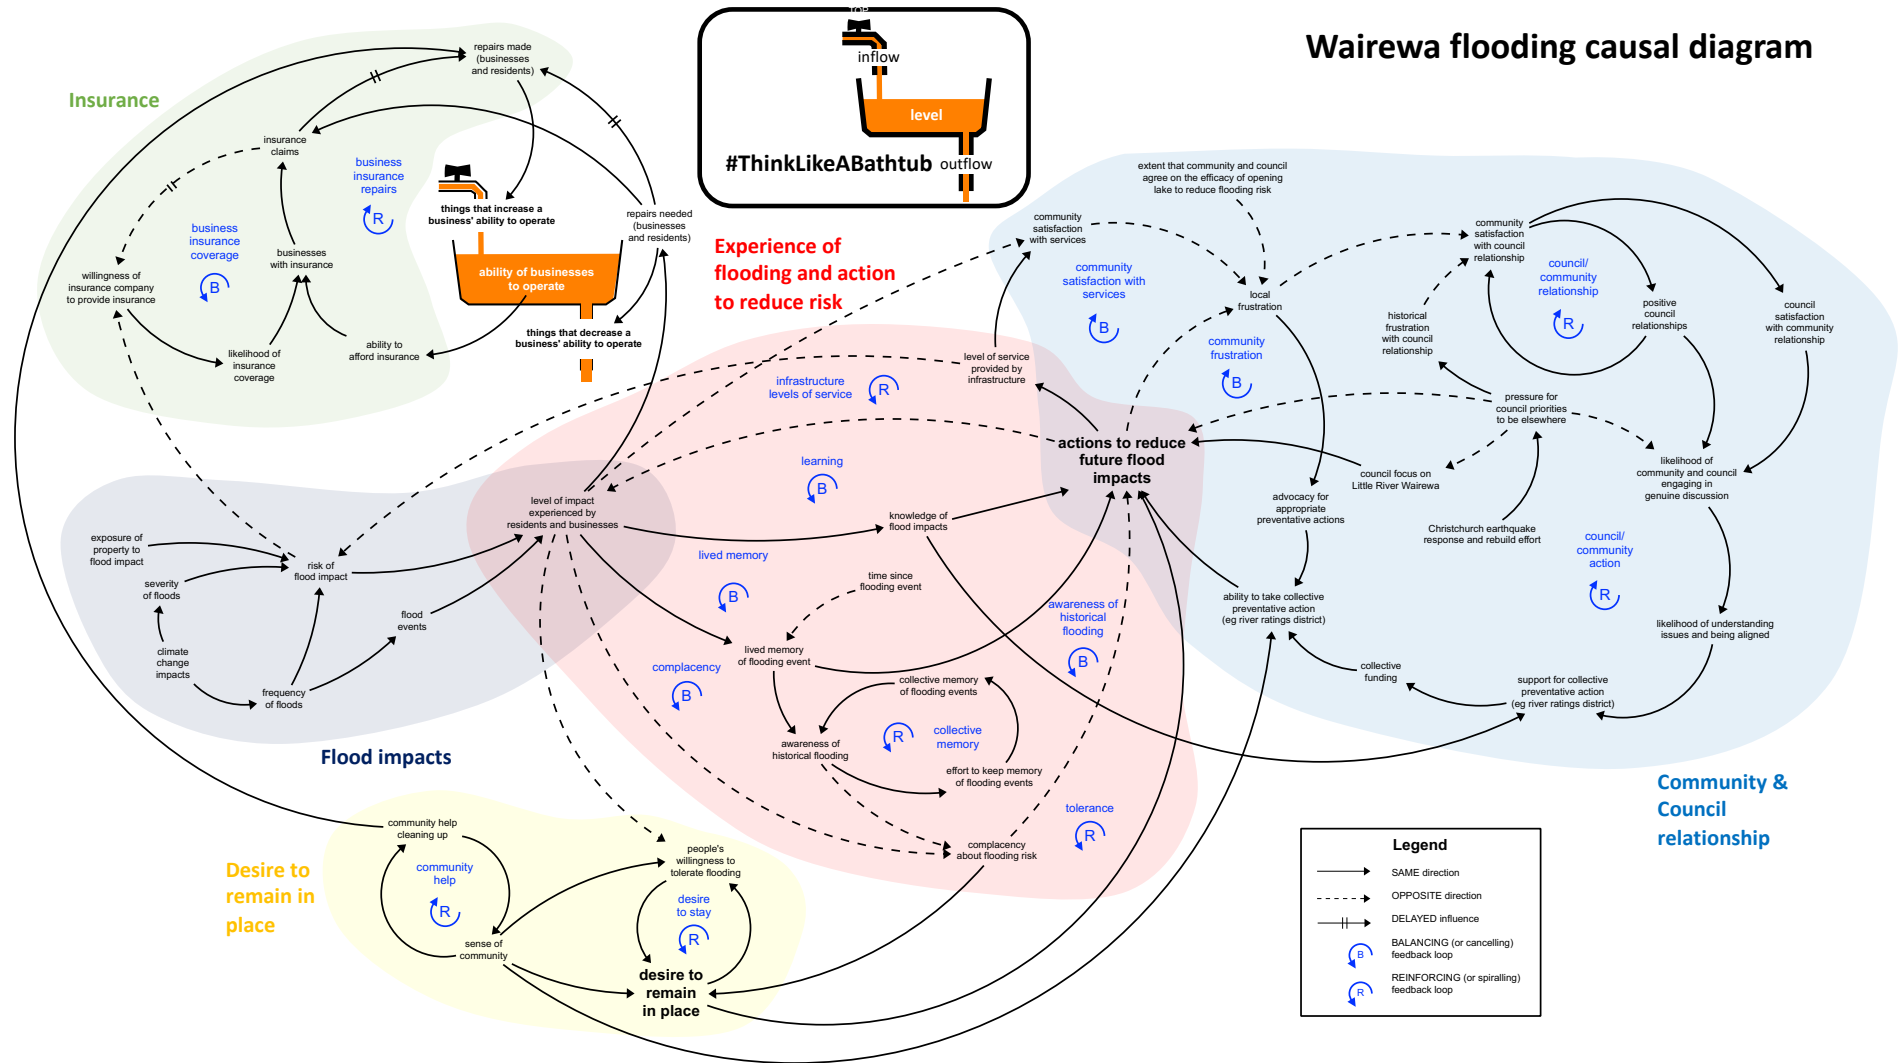 Wairewa flooding causal diagram
TOP
inflow
level
#ThinkLikeABathtub
outflow
Insurance
repairs made
(businesses
and residents)
insurance
claims
business
insurance
repairs
R
business
insurance
coverage
B
businesses
with insurance
willingness of
insurance company
to provide insurance
likelihood of
insurance
coverage
ability to
afford insurance
things that increase a
business' ability to operate
ability of businesses
to operate
things that decrease a
business' ability to operate
repairs needed
(businesses
and residents)
Experience of
flooding and action
to reduce risk
infrastructure
levels of service
R
level of service
provided by
infrastructure
learning
B
level of impact
experienced by
residents and businesses
knowledge of
flood impacts
lived memory
B
time since
flooding event
lived memory
of flooding event
complacency
B
collective memory
of flooding events
R
collective
memory
awareness of
historical flooding
effort to keep memory
of flooding events
awareness of
historical
flooding
B
tolerance
R
complacency
about flooding risk
actions to reduce
future flood
impacts
exposure of
property to
flood impact
severity
of floods
risk of
flood impact
flood
events
climate
change
impacts
frequency
of floods
Flood impacts
Desire to
remain in
place
community help
cleaning up
community
help
R
sense of
community
people's
willingness to
tolerate flooding
desire
to stay
R
desire to
remain
in place
extent that community and council
agree on the efficacy of opening
lake to reduce flooding risk
community
satisfaction
with services
community
satisfaction with
services
B
local
frustration
community
frustration
B
community
satisfaction
with council
relationship
council/
community
relationship
R
historical
frustration
with council
relationship
positive
council
relationships
council
satisfaction
with community
relationship
pressure for
council priorities
to be elsewhere
council focus on
Little River Wairewa
likelihood of
community and council
engaging in
genuine discussion
advocacy for
appropriate
preventative actions
Christchurch earthquake
response and rebuild effort
council/
community
action
R
ability to take collective
preventative action
(eg river ratings district)
likelihood of understanding
issues and being aligned
collective
funding
support for collective
preventative action
(eg river ratings district)
Community &
Council
relationship
Legend
SAME direction
OPPOSITE direction
DELAYED influence
B
BALANCING (or cancelling)
feedback loop
R
REINFORCING (or spiralling)
feedback loop